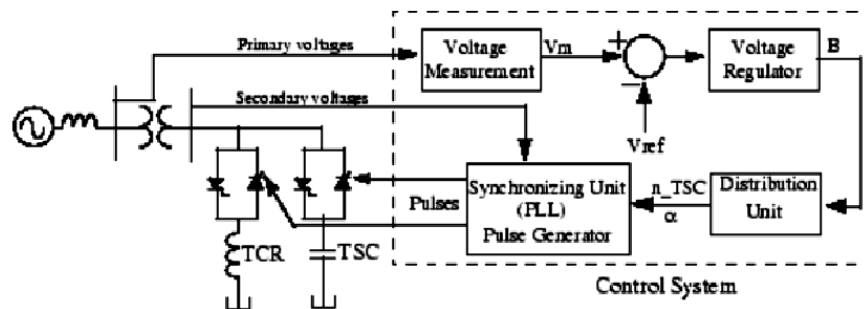 Primary voltages
Voltage
Measurement
Vm
+
−
Voltage
Regulator
B
Secondary voltages
Vref
Pulses
Synchronizing Unit
(PLL)
Pulse Generator
n_TSC
α
Distribution
Unit
TCR
TSC
Control System